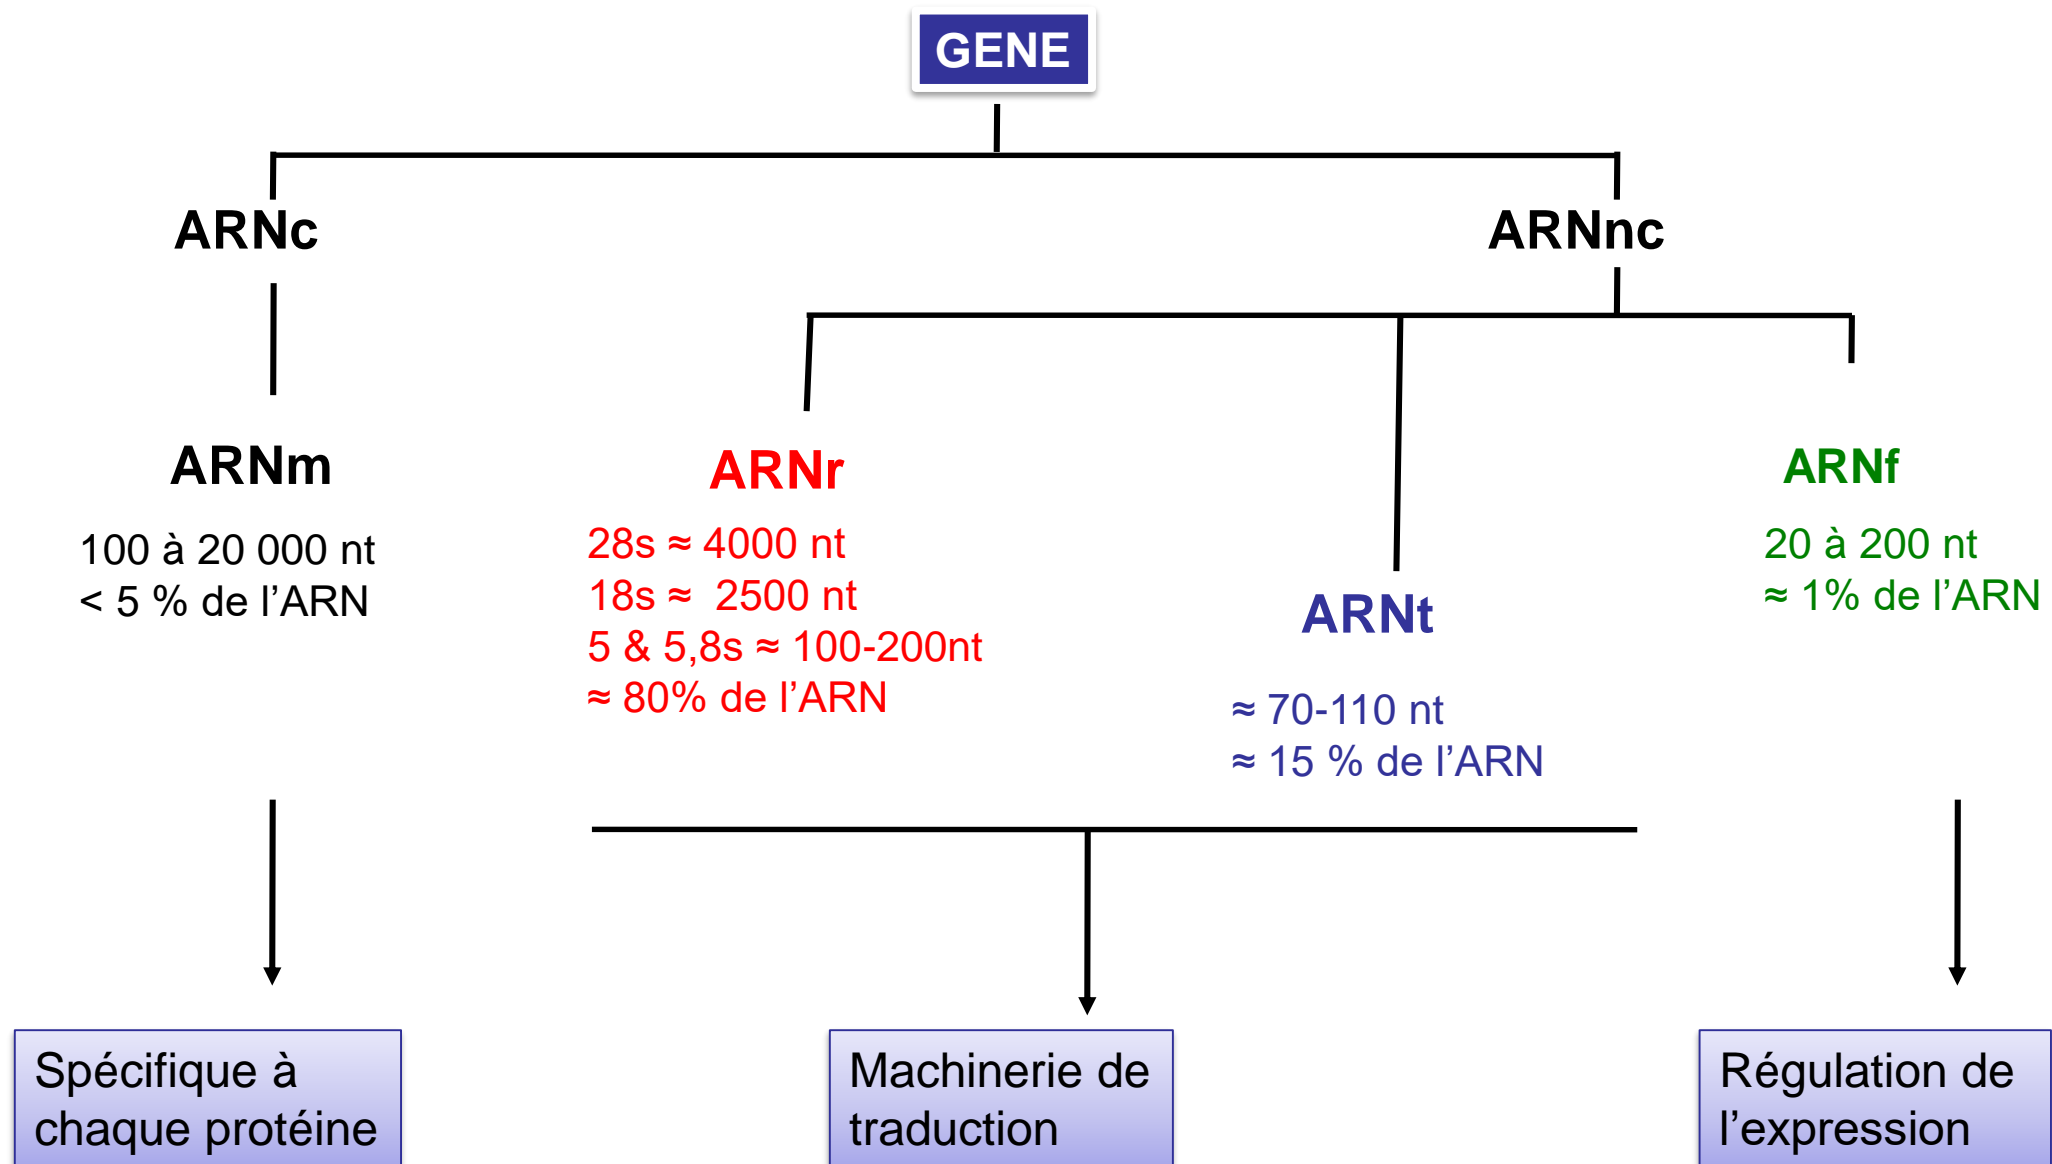 GENE
ARNc
ARNnc
ARNm
100 à 20 000 nt
< 5 % de l’ARN
ARNr
28s ≈ 4000 nt
18s ≈  2500 nt
5 & 5,8s ≈ 100-200nt
≈ 80% de l’ARN
ARNt
≈ 70-110 nt
≈ 15 % de l’ARN
ARNf
20 à 200 nt
≈ 1% de l’ARN
Spécifique à
chaque protéine
Machinerie de
traduction
Régulation de
l’expression